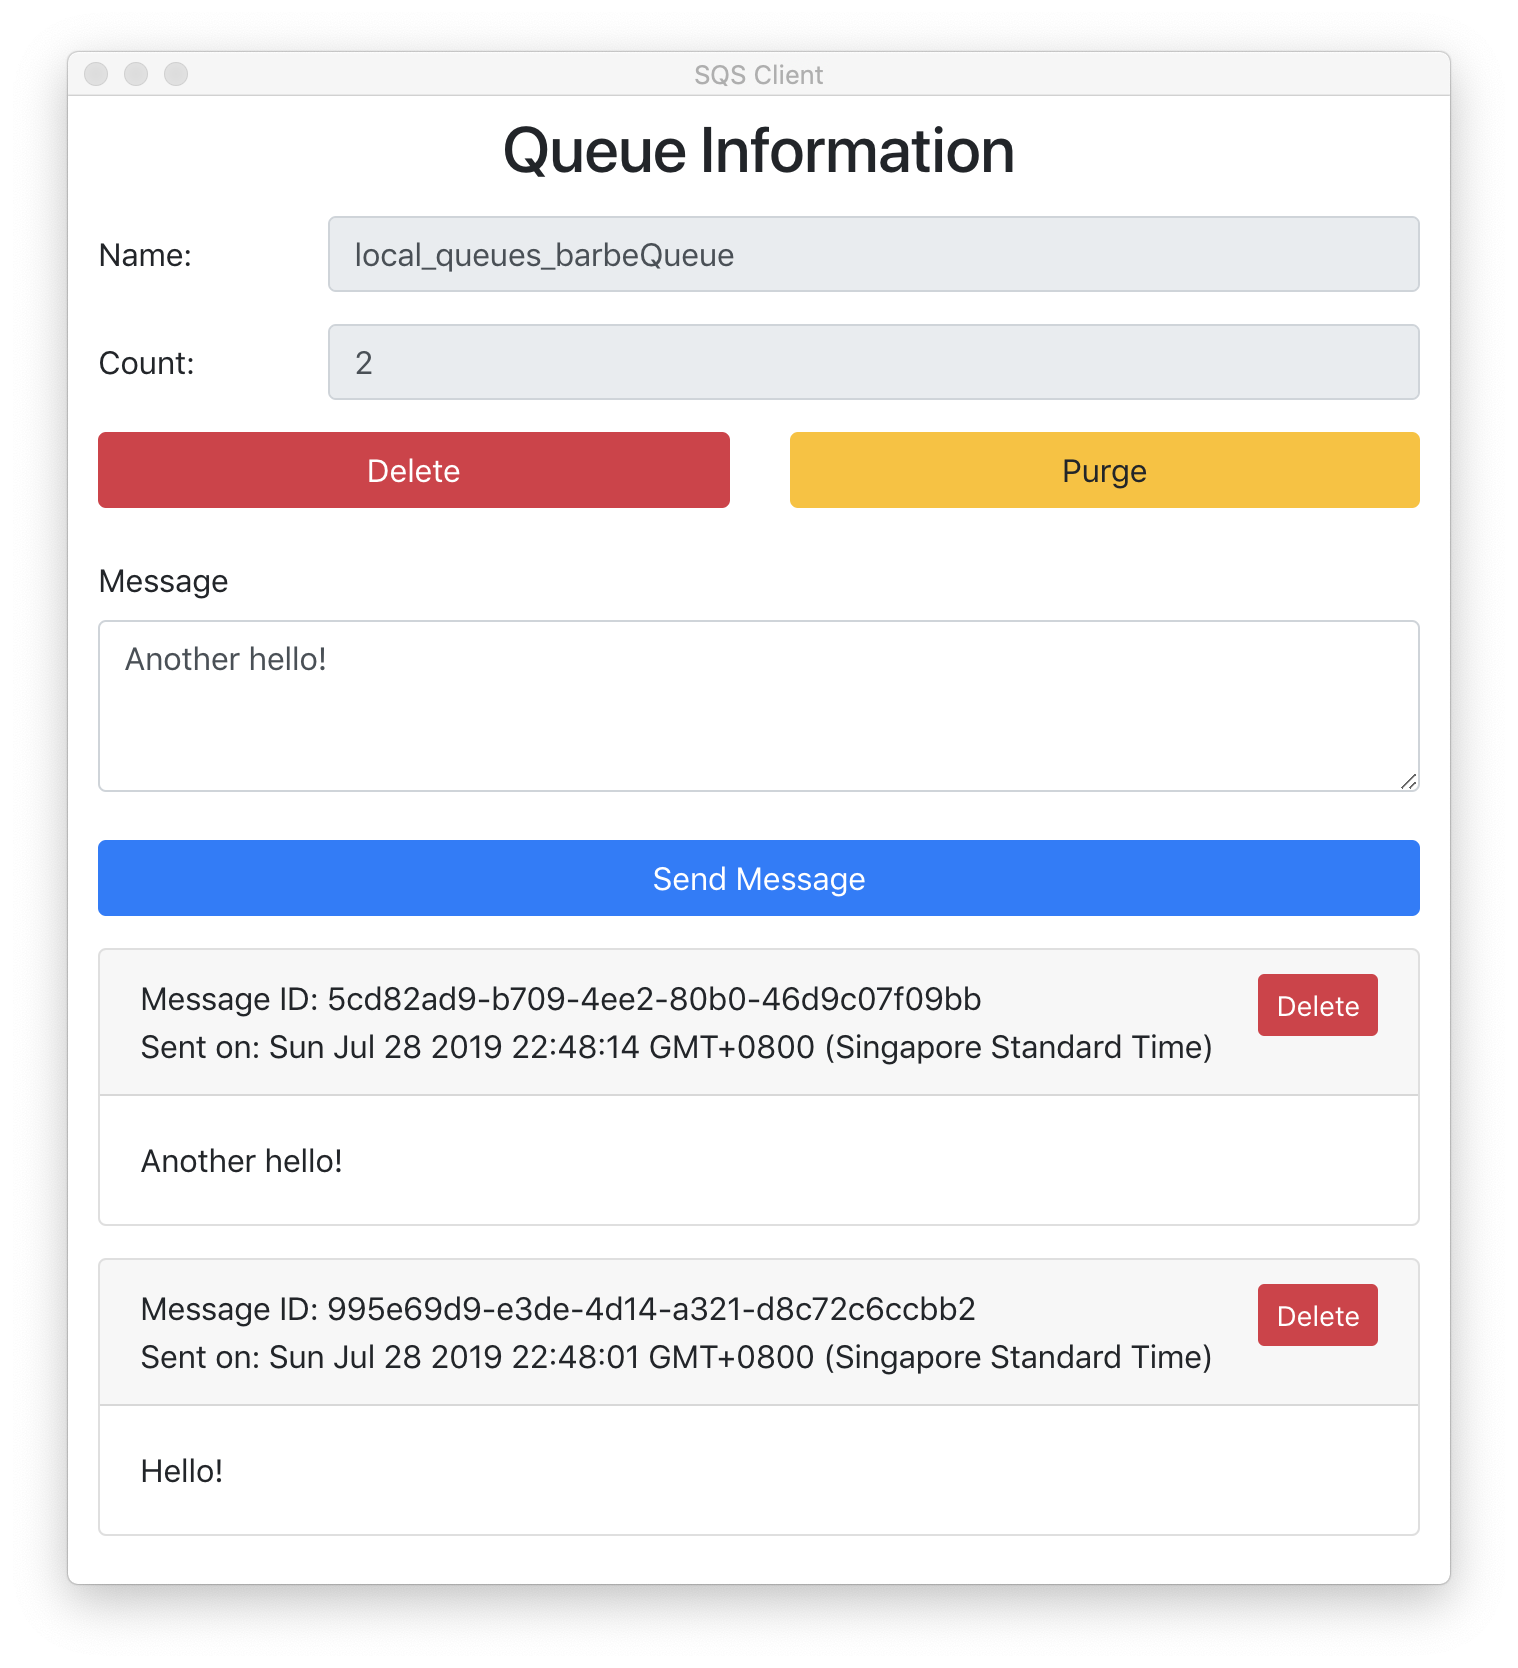 SQS Client
Queue Information
Name:
local_queues_barbeQueue
Count:
2
Delete
Purge
Message
Another hello!
Send Message
Message ID: 5cd82ad9-b709-4ee2-80b0-46d9c07f09bb
Delete
Sent on: Sun Jul 28 2019 22:48:14 GMT+0800 (Singapore Standard Time)
Another hello!
Message ID: 995e69d9-e3de-4d14-a321-d8c72c6ccbb2
Delete
Sent on: Sun Jul 28 2019 22:48:01 GMT+0800 (Singapore Standard Time)
Hello!